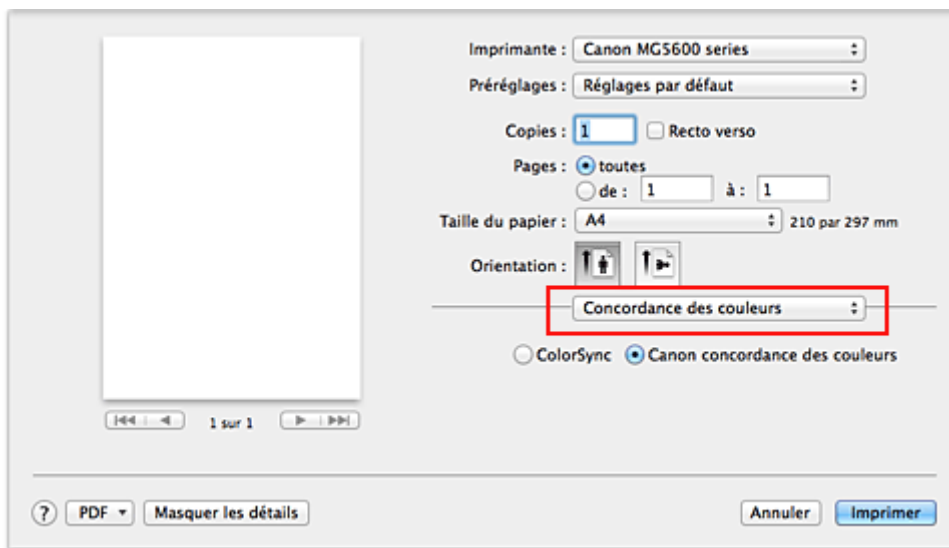 Imprimante : Canon MG5600 series
Préréglages : Réglages par défaut
Copies : 1 Recto verso
Pages : toutes
de : 1 à : 1
Taille du papier : A4 210 par 297 mm
Orientation :
Concordance des couleurs
ColorSync Canon concordance des couleurs
1 sur 1
? PDF Masquer les détails Annuler Imprimer